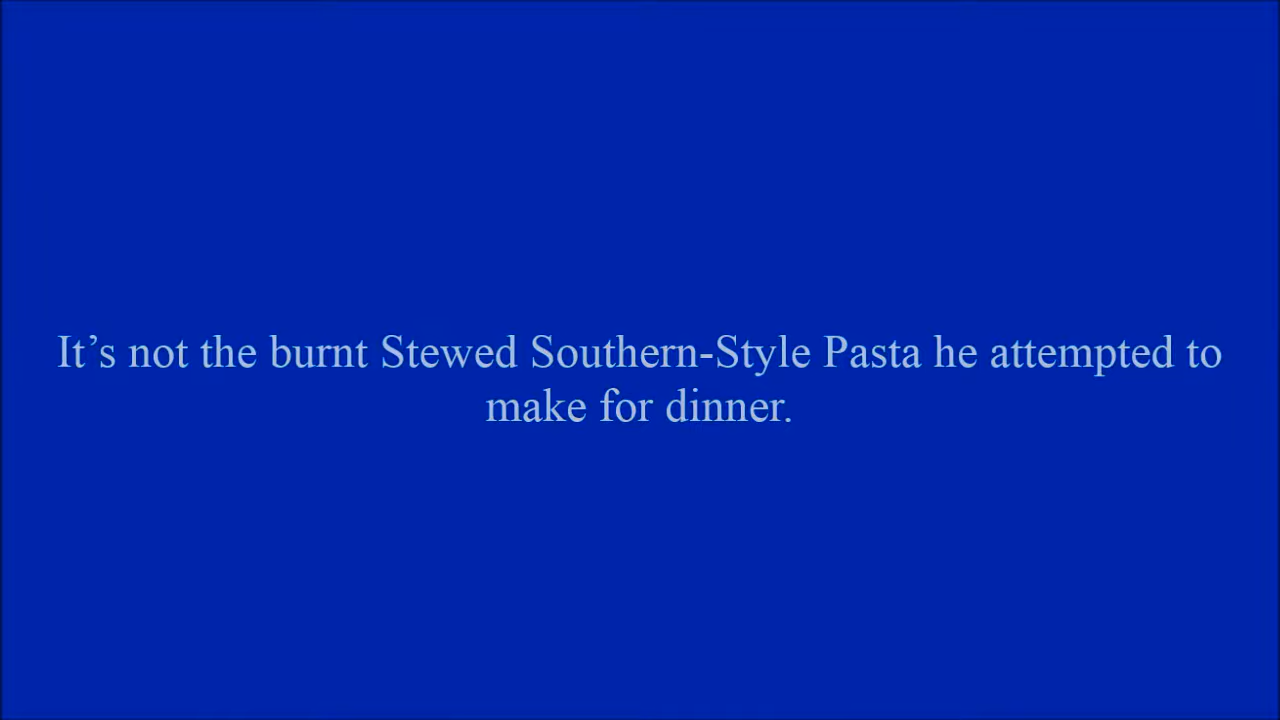 It’s not the burnt Stewed Southern-Style Pasta he attempted to
make for dinner.